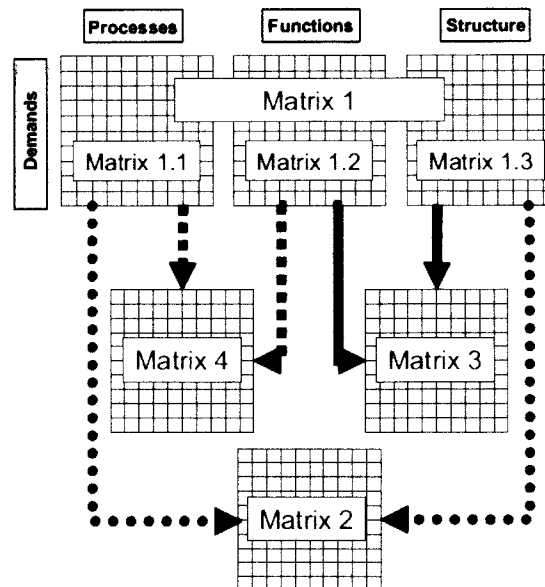 Processes
Functions
Structure
Demands
Matrix 1
Matrix 1.1
Matrix 1.2
Matrix 1.3
Matrix 4
Matrix 3
Matrix 2